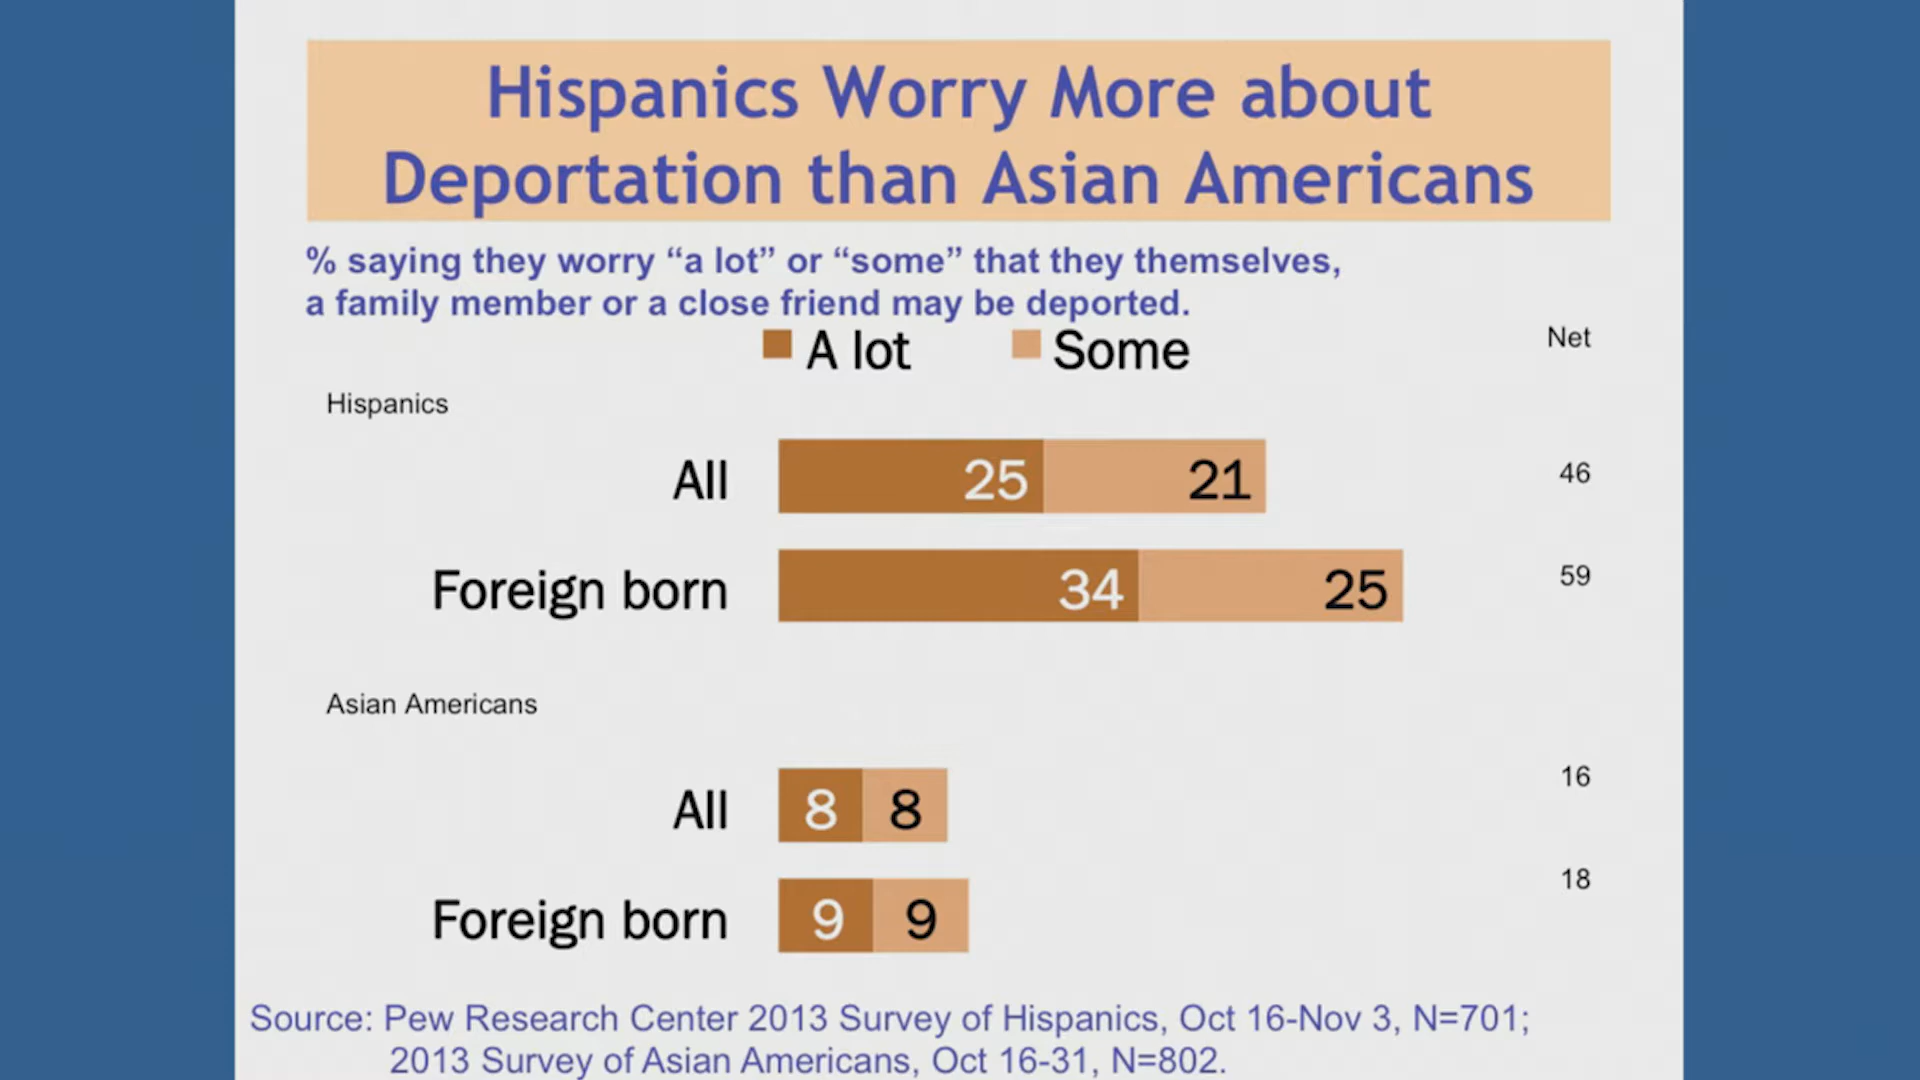 Hispanics Worry More about
Deportation than Asian Americans
% saying they worry “a lot” or “some” that they themselves,
a family member or a close friend may be deported.
A lot Some Net
Hispanics
All 25 21 46
Foreign born 34 25 59
Asian Americans
All 8 8 16
Foreign born 9 9 18
Source: Pew Research Center 2013 Survey of Hispanics, Oct 16-Nov 3, N=701;
2013 Survey of Asian Americans, Oct 16-31, N=802.